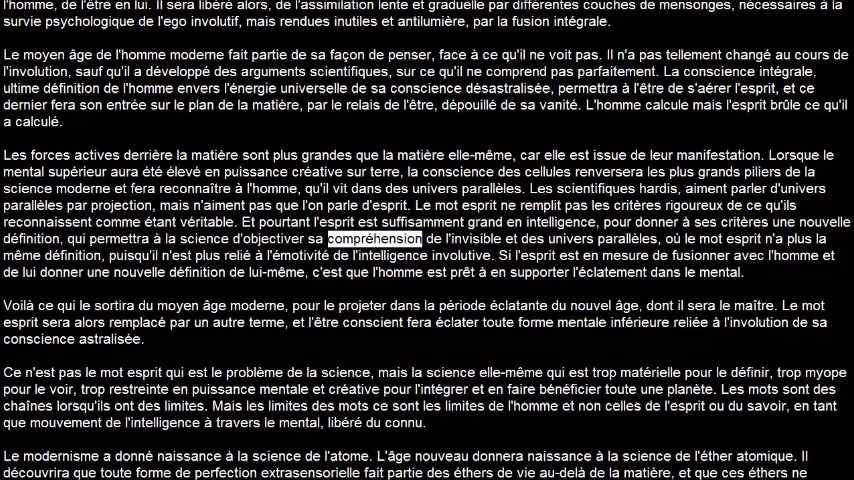 l'homme, de l'être en lui. Il sera libéré alors, de l'assimilation lente et graduelle par différentes couches de mensonges, nécessaires à la
survie psychologique de l'ego involutif, mais rendues inutiles et antilumière, par la fusion intégrale.
Le moyen âge de l'homme moderne fait partie de sa façon de penser, face à ce qu'il ne voit pas. Il n'a pas tellement changé au cours de
l'involution, sauf qu'il a développé des arguments scientifiques, sur ce qu'il ne comprend pas parfaitement. La conscience intégrale,
ultime définition de l'homme envers l'énergie universelle de sa conscience désastralisée, permettra à l'être de s'aérer l'esprit, et ce
dernier fera son entrée sur le plan de la matière, par le relais de l'être, dépouillé de sa vanité. L'homme calcule mais l'esprit brûle ce qu'il
a calculé.
Les forces actives derrière la matière sont plus grandes que la matière elle-même, car elle est issue de leur manifestation. Lorsque le
mental supérieur aura été élevé en puissance créative sur terre, la conscience des cellules renversera les plus grands piliers de la
science moderne et fera reconnaître à l'homme, qu'il vit dans des univers parallèles. Les scientifiques hardis, aiment parler d'univers
parallèles par projection, mais n'aiment pas que l'on parle d'esprit. Le mot esprit ne remplit pas les critères rigoureux de ce qu'ils
reconnaissent comme étant véritable. Et pourtant l'esprit est suffisamment grand en intelligence, pour donner à ses critères une nouvelle
définition, qui permettra à la science d'objectiver sa compréhension de l'invisible et des univers parallèles, où le mot esprit n'a plus la
même définition, puisqu'il n'est plus relié à l'émotivité de l'intelligence involutive. Si l'esprit est en mesure de fusionner avec l'homme et
de lui donner une nouvelle définition de lui-même, c'est que l'homme est prêt à en supporter l'éclatement dans le mental.
Voilà ce qui le sortira du moyen âge moderne, pour le projeter dans la période éclatante du nouvel âge, dont il sera le maître. Le mot
esprit sera alors remplacé par un autre terme, et l'être conscient fera éclater toute forme mentale inférieure reliée à l'involution de sa
conscience astralisée.
Ce n'est pas le mot esprit qui est le problème de la science, mais la science elle-même qui est trop matérielle pour le définir, trop myope
pour le voir, trop restreinte en puissance mentale et créative pour l'intégrer et en faire bénéficier toute une planète. Les mots sont des
chaînes lorsqu'ils ont des limites. Mais les limites des mots ce sont les limites de l'homme et non celles de l'esprit ou du savoir, en tant
que mouvement de l'intelligence à travers le mental, libéré du connu.
Le modernisme a donné naissance à la science de l'atome. L'âge nouveau donnera naissance à la science de l'éther atomique. Il
découvrira que toute forme de perfection extrasensorielle fait partie des éthers de vie au-delà de la matière, et que ces éthers ne